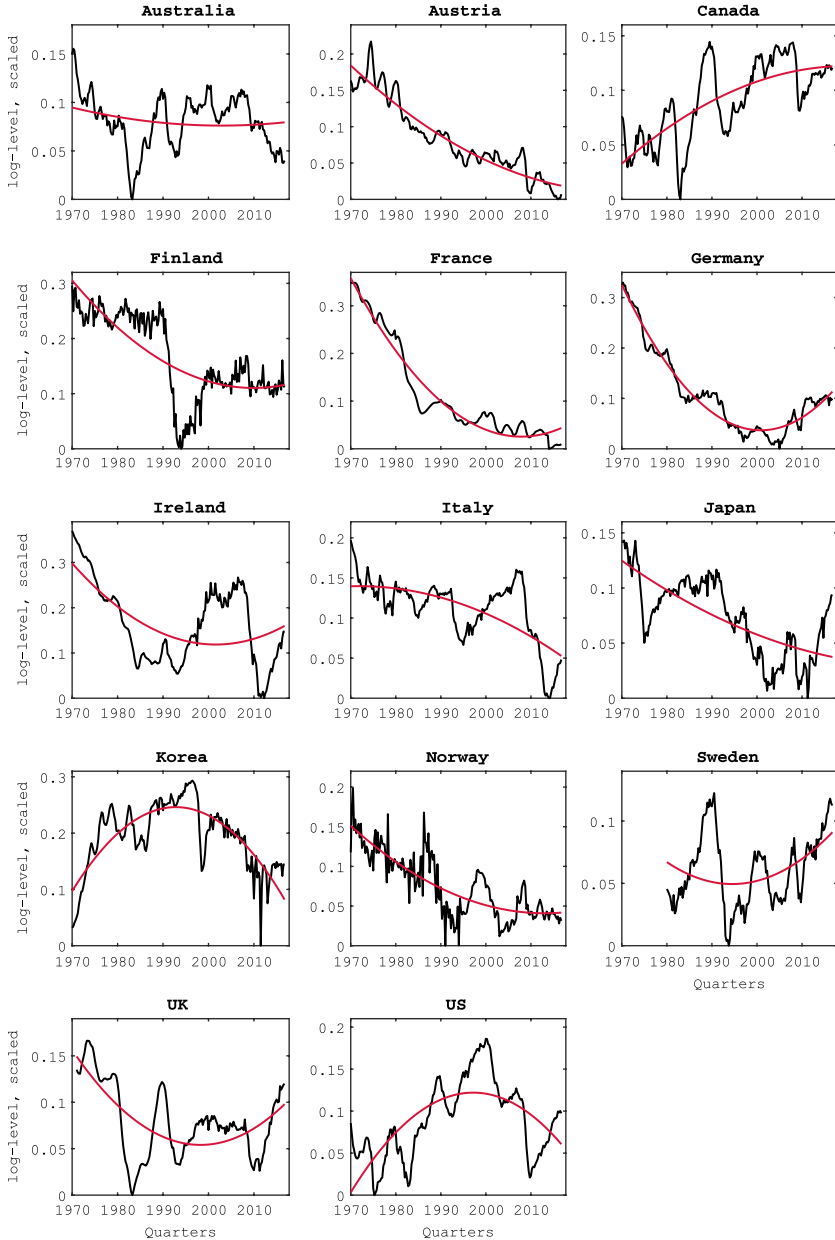 Australia Austria Canada
log-level, scaled
0.2 0.15 0.1 0.05 0
0.2 0.15 0.1 0.05 0
0.15 0.1 0.05 0
1970 1980 1990 2000 2010 1970 1980 1990 2000 2010 1970 1980 1990 2000 2010
Finland France Germany
log-level, scaled
0.3 0.2 0.1 0
0.3 0.2 0.1 0
0.3 0.2 0.1 0
1970 1980 1990 2000 2010 1970 1980 1990 2000 2010 1970 1980 1990 2000 2010
Ireland Italy Japan
log-level, scaled
0.3 0.2 0.1 0
0.2 0.15 0.1 0.05 0
0.15 0.1 0.05 0
1970 1980 1990 2000 2010 1970 1980 1990 2000 2010 1970 1980 1990 2000 2010
Korea Norway Sweden
log-level, scaled
0.3 0.2 0.1 0
0.2 0.15 0.1 0.05 0
0.1 0.05 0
1970 1980 1990 2000 2010 1970 1980 1990 2000 2010 1970 1980 1990 2000 2010
Quarters
UK US
log-level, scaled
0.15 0.1 0.05 0
0.2 0.15 0.1 0.05 0
1970 1980 1990 2000 2010 1970 1980 1990 2000 2010
Quarters Quarters